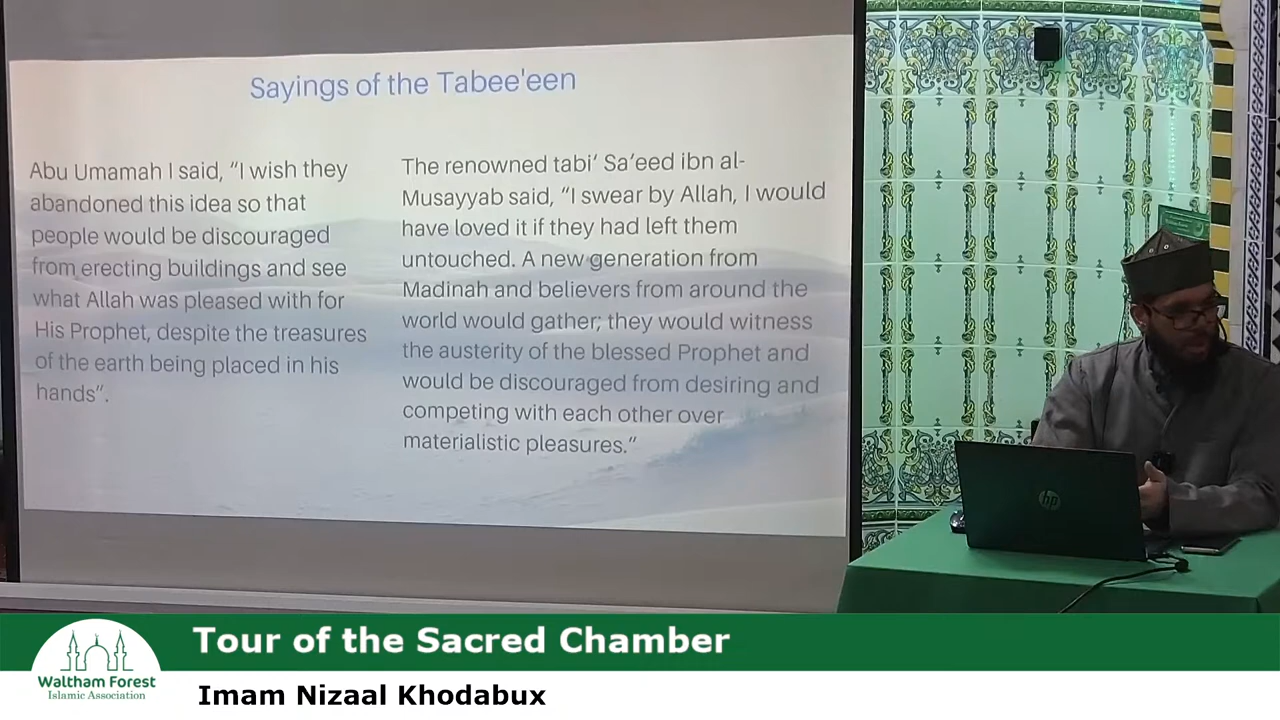 Sayings of the Tabee'een
Abu Umamah I said, “I wish they
abandoned this idea so that
people would be discouraged
from erecting buildings and see
what Allah was pleased with for
His Prophet, despite the treasures
of the earth being placed in his
hands”.
The renowned tabi‘ Sa‘eed ibn al-
Musayyab said, “I swear by Allah, I would
have loved it if they had left them
untouched. A new generation from
Madinah and believers from around the
world would gather; they would witness
the austerity of the blessed Prophet and
would be discouraged from desiring and
competing with each other over
materialistic pleasures.”
hp
Tour of the Sacred Chamber
Waltham Forest
Islamic Association
Imam Nizaal Khodabux